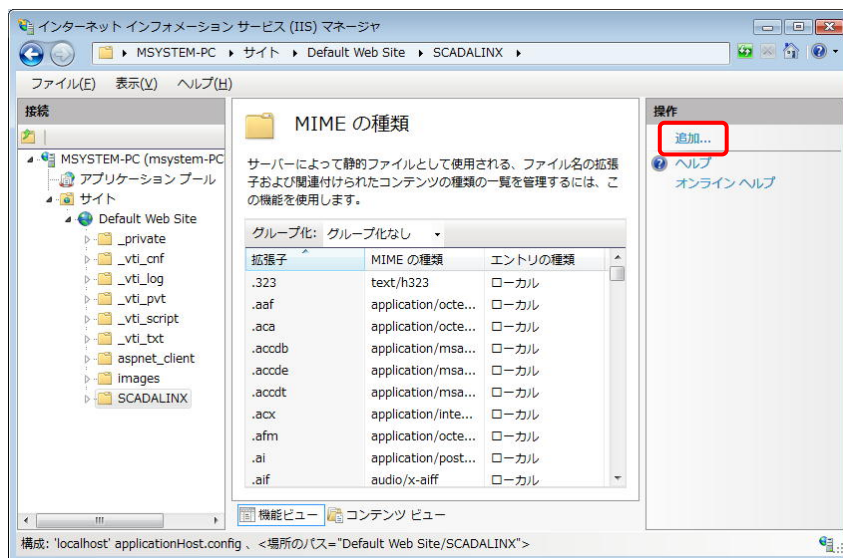 インターネット インフォメーション サービス (IIS) マネージャ
MSYSTEM-PC サイト Default Web Site SCADALINX
ファイル(F) 表示(V) ヘルプ(H)
接続
MSYSTEM-PC (msystem-PC
アプリケーション プール
サイト
Default Web Site
_private
_vti_cnf
_vti_log
_vti_pvt
_vti_script
_vti_txt
aspnet_client
images
SCADALINX
MIME の種類
サーバーによって静的ファイルとして使用される、ファイル名の拡張
子および関連付けられたコンテンツの種類の一覧を管理するには、こ
の機能を使用します。
グループ化: グループ化なし
拡張子 MIME の種類 エントリの種類
.323 text/h323 ローカル
.aaf application/octe... ローカル
.aca application/octe... ローカル
.accdb application/msa... ローカル
.accde application/msa... ローカル
.accdt application/msa... ローカル
.acx application/inte... ローカル
.afm application/octe... ローカル
.ai application/post... ローカル
.aif audio/x-aiff ローカル
機能ビュー コンテンツ ビュー
操作
追加...
ヘルプ
オンライン ヘルプ
構成: 'localhost' applicationHost.config 、<場所のパス="Default Web Site/SCADALINX">